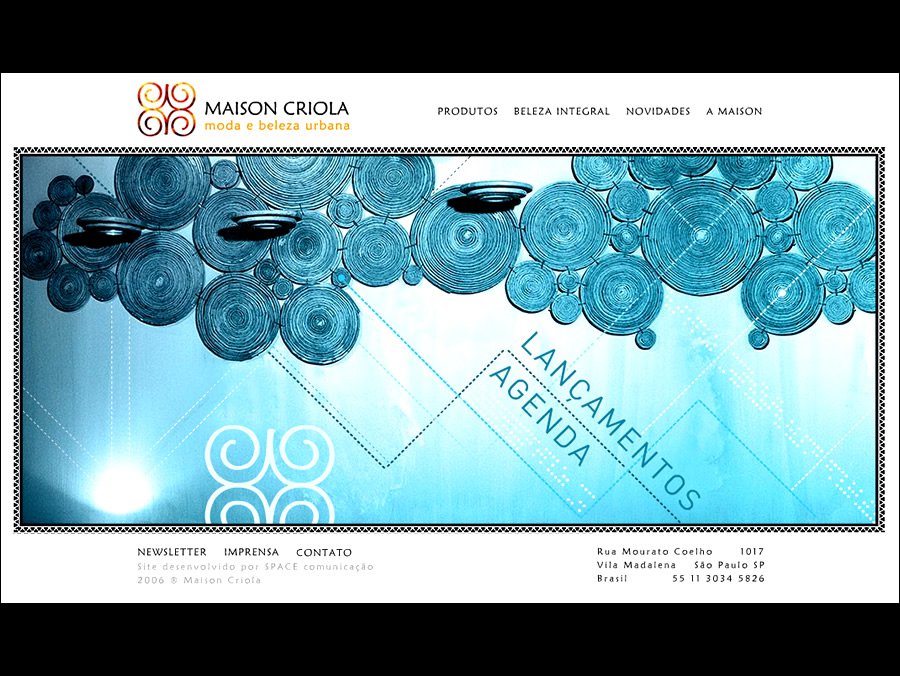 MAISON CRIOLA
moda e beleza urbana
PRODUTOS BELEZA INTEGRAL NOVIDADES A MAISON
LANÇAMENTOS
AGENDA
NEWSLETTER IMPRENSA CONTATO
Site desenvolvido por SPACE comunicação
2006 ® Maison Criola
Rua Mourato Coelho 1017
Vila Madalena São Paulo SP
Brasil 55 11 3034 5826